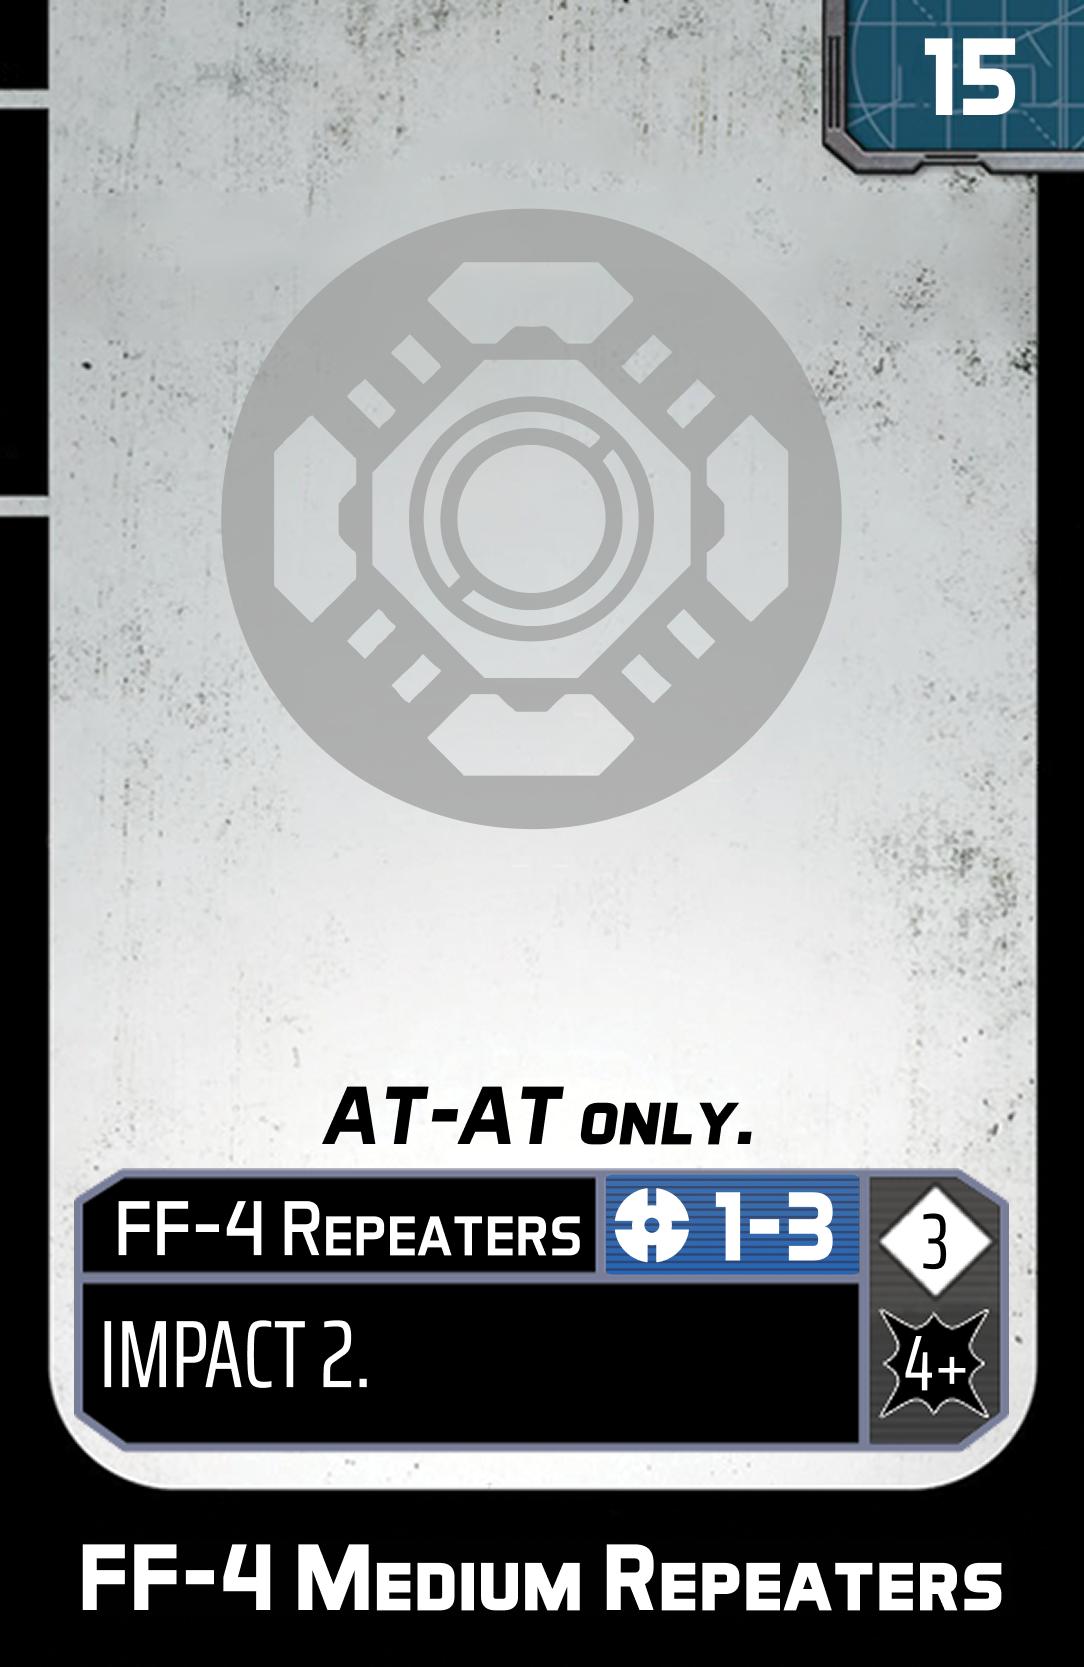 15
AT-AT ONLY.
FF-4 REPEATERS
1-3
3
IMPACT 2.
4+
FF-4 MEDIUM REPEATERS